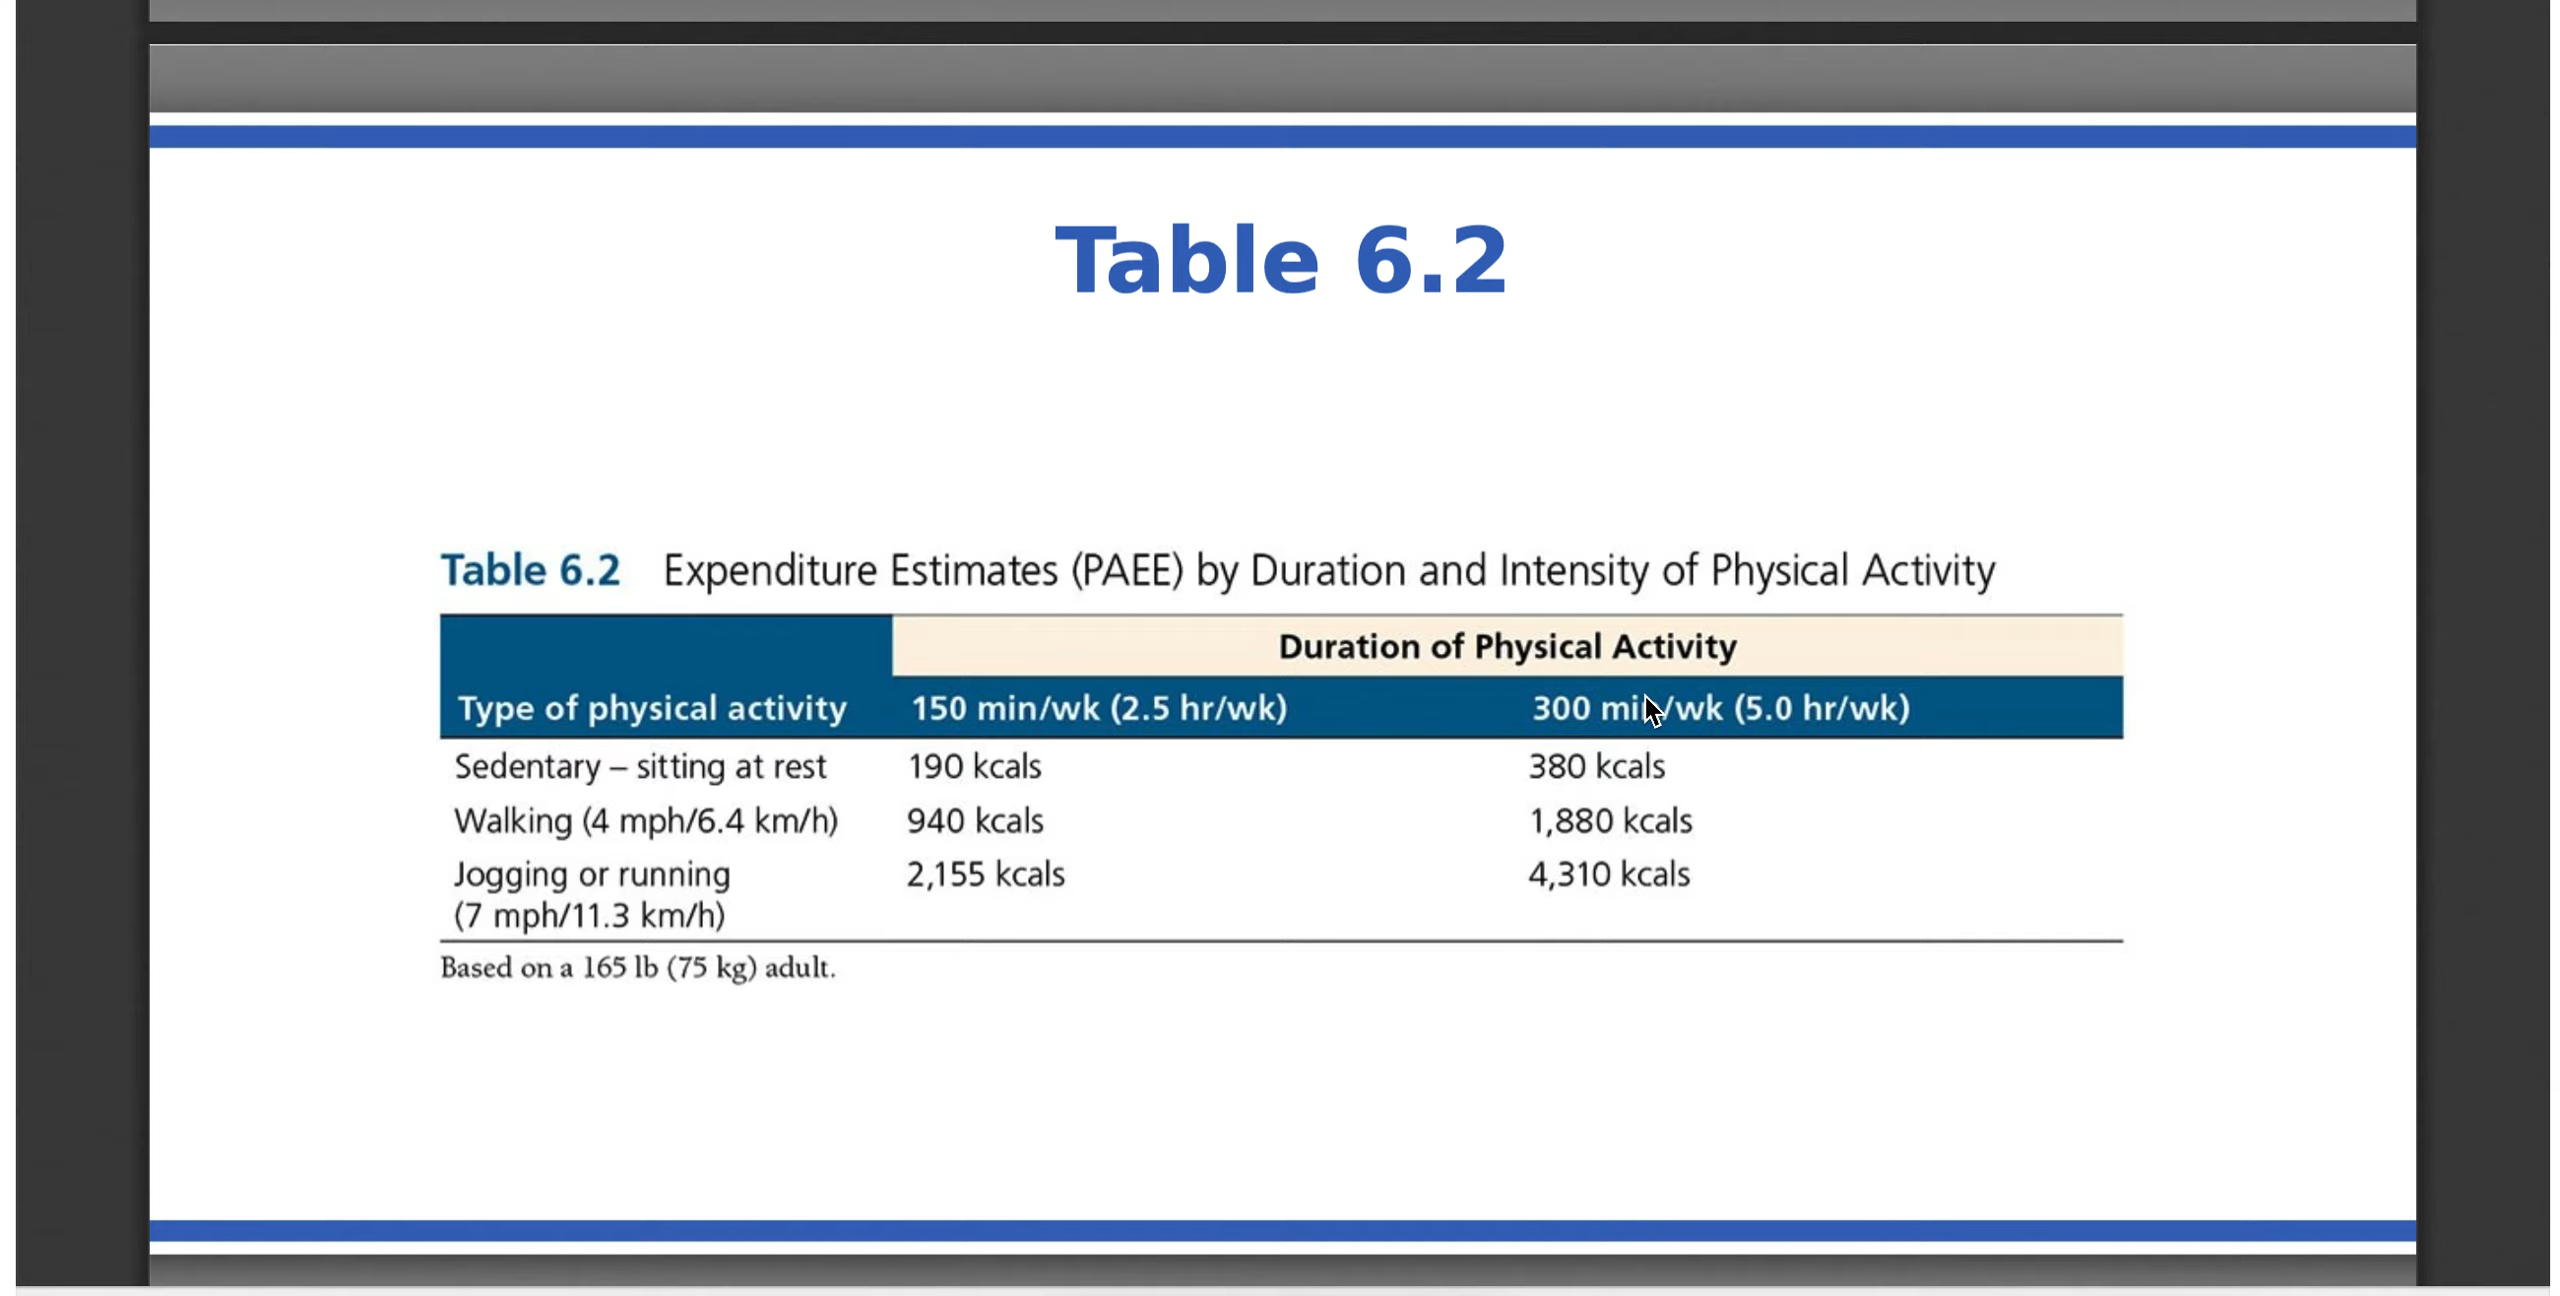 Table 6.2
Table 6.2 Expenditure Estimates (PAEE) by Duration and Intensity of Physical Activity
Duration of Physical Activity
Type of physical activity 150 min/wk (2.5 hr/wk) 300 min/wk (5.0 hr/wk)
Sedentary – sitting at rest 190 kcals 380 kcals
Walking (4 mph/6.4 km/h) 940 kcals 1,880 kcals
Jogging or running 2,155 kcals 4,310 kcals
(7 mph/11.3 km/h)
Based on a 165 lb (75 kg) adult.